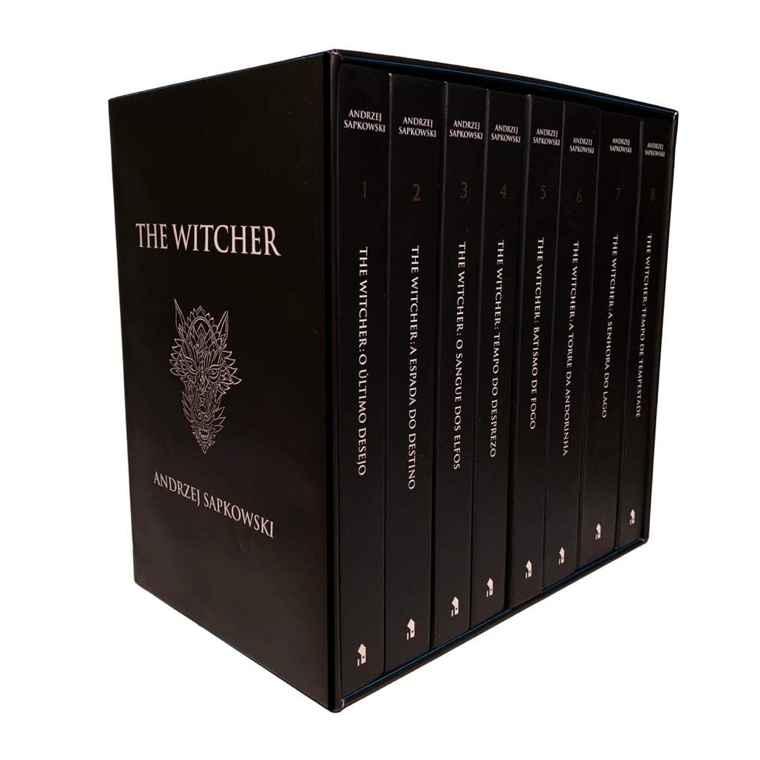 THE WITCHER
ANDRZEJ SAPKOWSKI
ANDRZEJ
SAPKOWSKI
1
THE WITCHER: O ÚLTIMO DESEJO
ANDRZEJ
SAPKOWSKI
2
THE WITCHER: A ESPADA DO DESTINO
ANDRZEJ
SAPKOWSKI
3
THE WITCHER: O SANGUE DOS ELFOS
ANDRZEJ
SAPKOWSKI
4
THE WITCHER: TEMPO DO DESPREZO
ANDRZEJ
SAPKOWSKI
5
THE WITCHER: BATISMO DE FOGO
ANDRZEJ
SAPKOWSKI
6
THE WITCHER: A TORRE DA ANDORINHA
ANDRZEJ
SAPKOWSKI
7
THE WITCHER: A SENHORA DO LAGO
ANDRZEJ
SAPKOWSKI
8
THE WITCHER: TEMPO DE TEMPESTADE